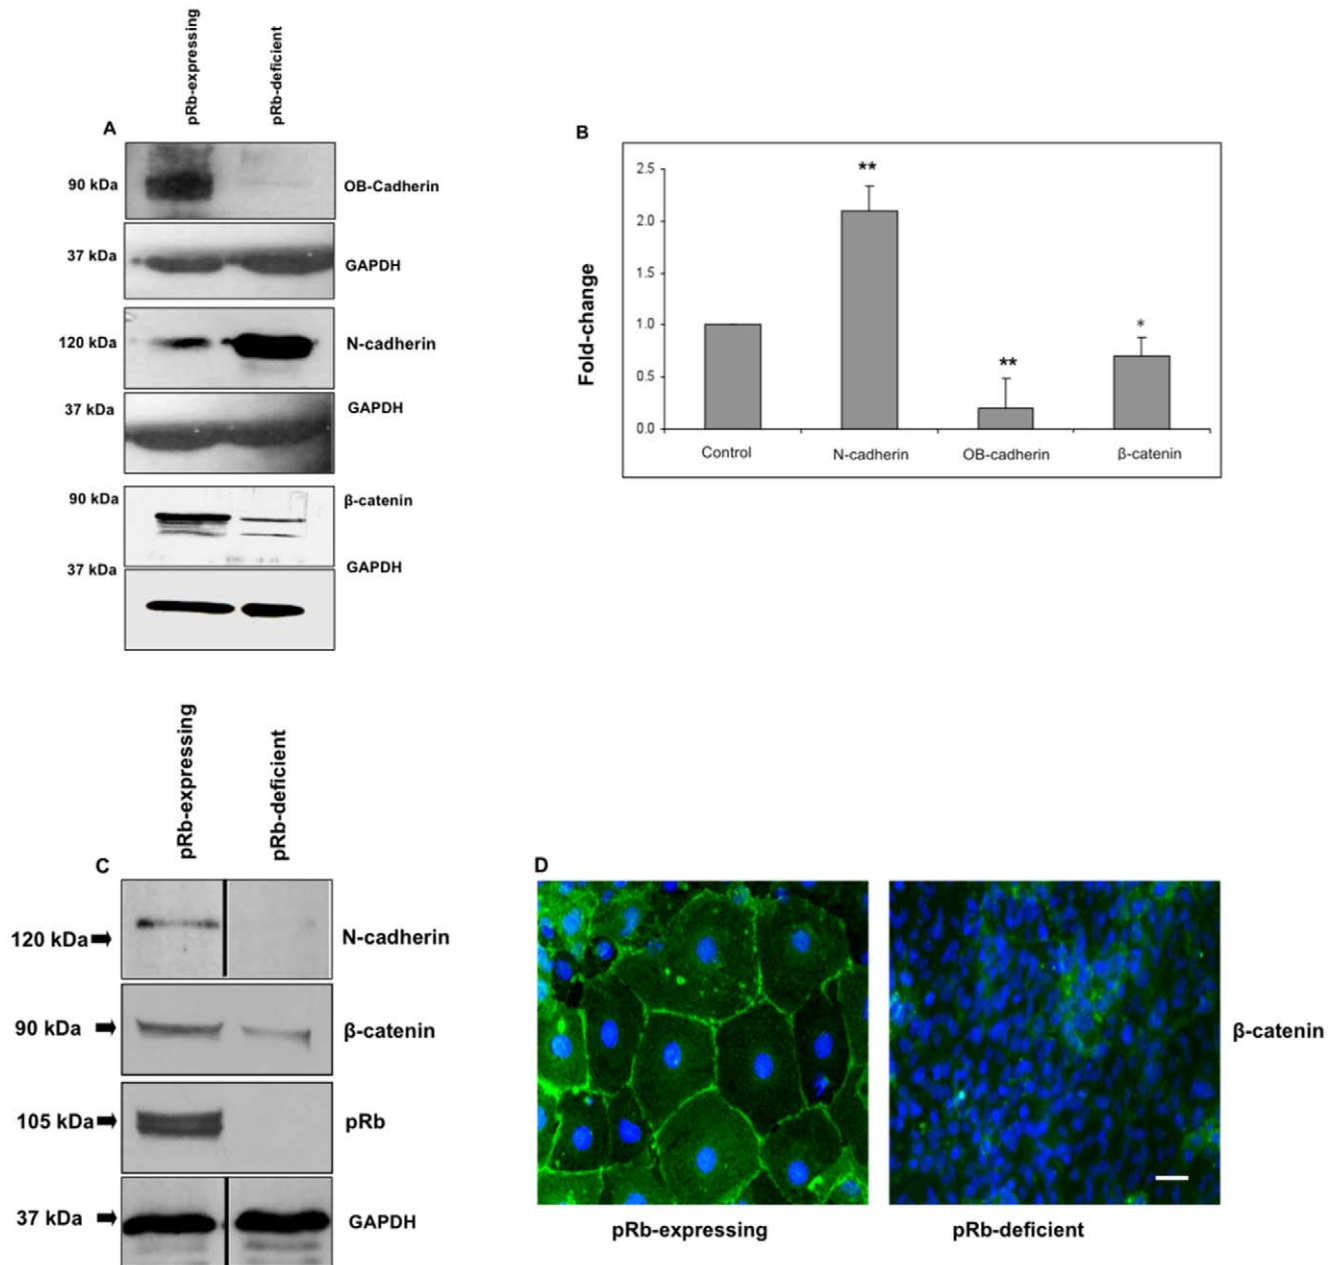 pRb-expressing
pRb-deficient
A
90 kDa
OB-Cadherin
37 kDa
GAPDH
120 kDa
N-cadherin
37 kDa
GAPDH
90 kDa
β-catenin
37 kDa
GAPDH
B
Fold-change
2.5
2.0
1.5
1.0
0.5
0.0
**
**
*
Control
N-cadherin
OB-cadherin
β-catenin
pRb-expressing
pRb-deficient
C
120 kDa
N-cadherin
90 kDa
β-catenin
105 kDa
pRb
37 kDa
GAPDH
D
β-catenin
pRb-expressing
pRb-deficient